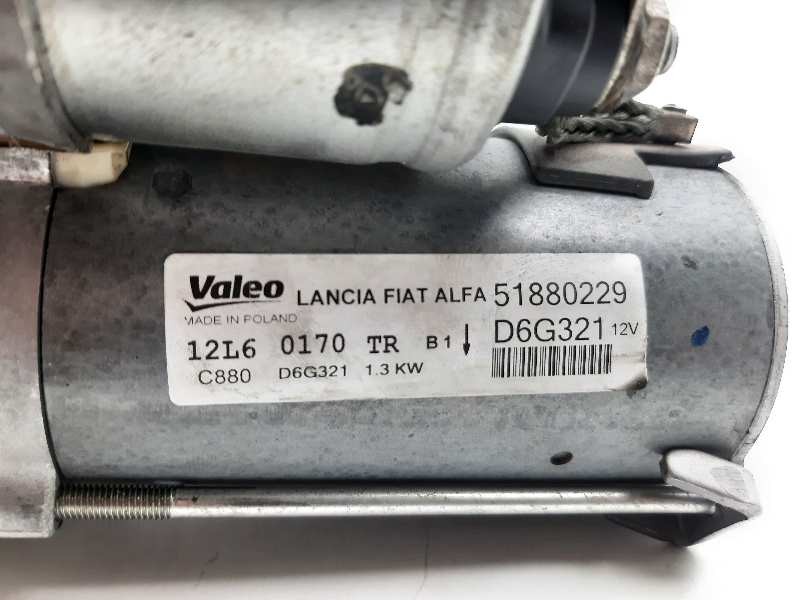 Valeo LANCIA FIAT ALFA 51880229
MADE IN POLAND
D6G321 12V
12L6 0170 TR B1
C880 D6G321 1.3 KW